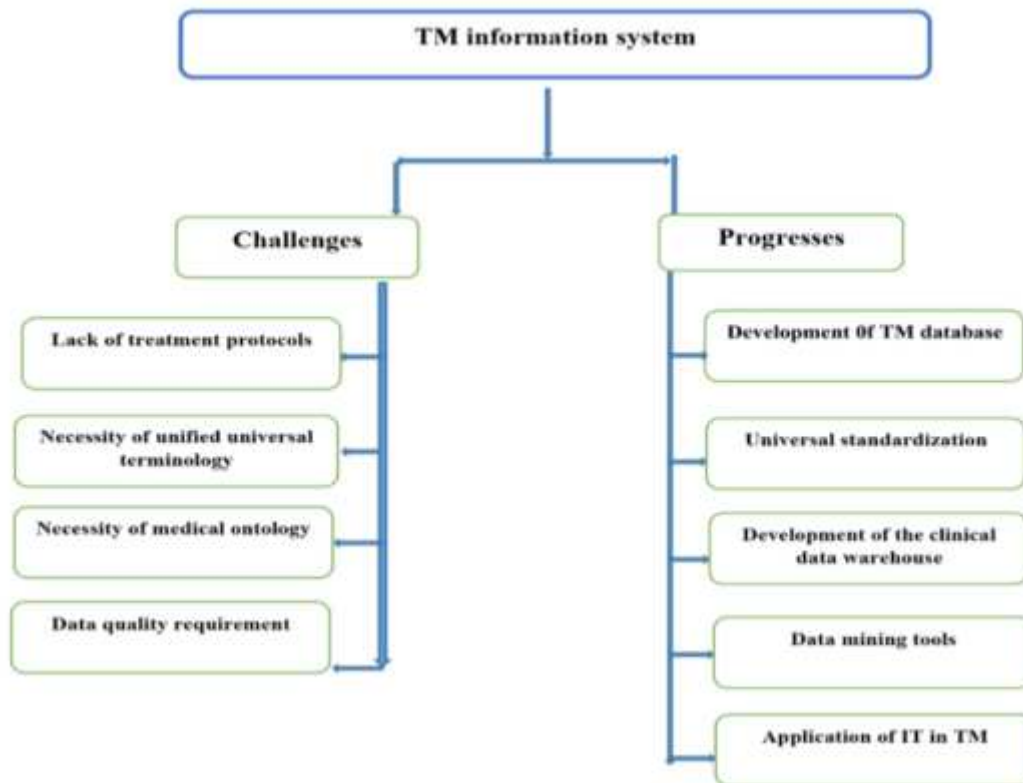 TM information system
Challenges
Progresses
Lack of treatment protocols
Necessity of unified universal
terminology
Necessity of medical ontology
Data quality requirement
Development 0f TM database
Universal standardization
Development of the clinical
data warehouse
Data mining tools
Application of IT in TM